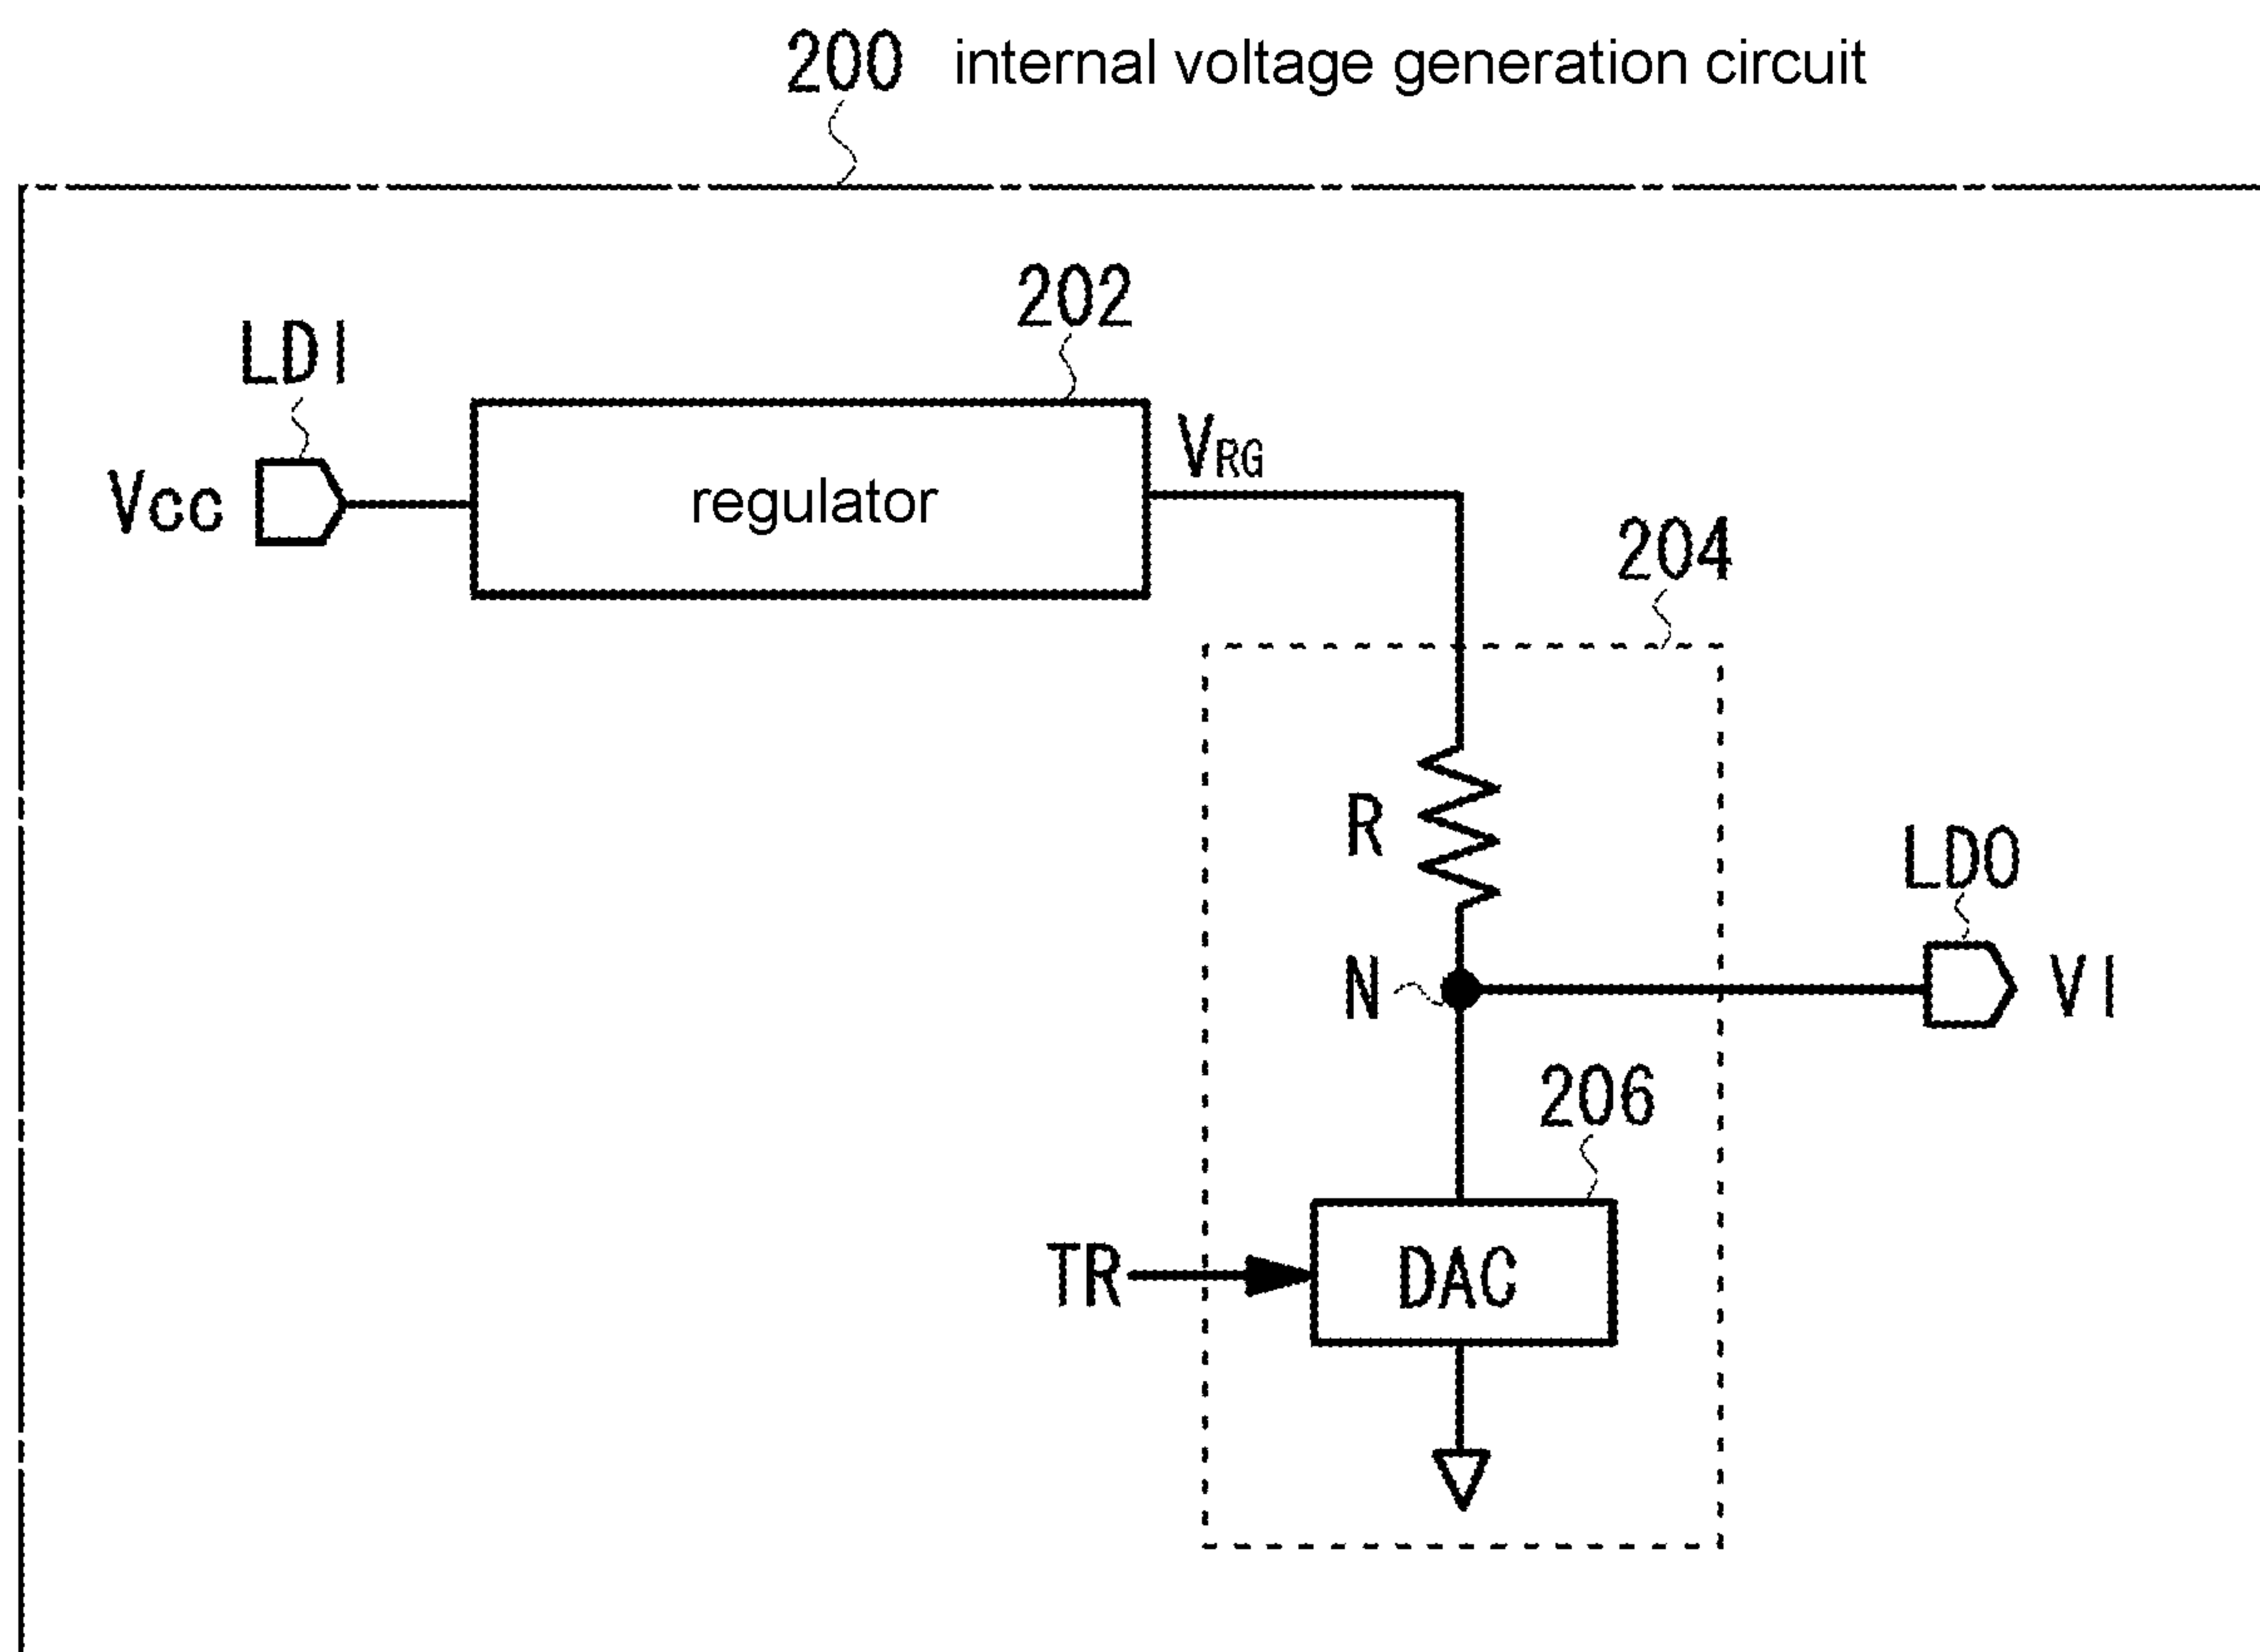 200 internal voltage generation circuit
202
LDI
VRG
Vcc
regulator
204
R
LDO
N
VI
206
TR
DAC